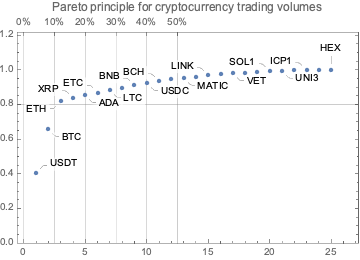 Pareto principle for cryptocurrency trading volumes
0% 10% 20% 30% 40% 50%
1.2
HEX
LINK SOL1 ICP1
BNB BCH
ETC
XRP
1.0
UNI3
VET
MATIC
USDC
LTC
ADA
ETH
0.8
BTC
0.6
USDT
0.4
0.2
0.0
0 5 10 15 20 25